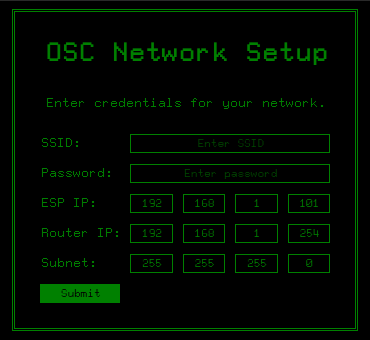 OSC Network Setup
Enter credentials for your network.
SSID: Enter SSID
Password: Enter password
ESP IP: 192 168 1 101
Router IP: 192 168 1 254
Subnet: 255 255 255 0
Submit